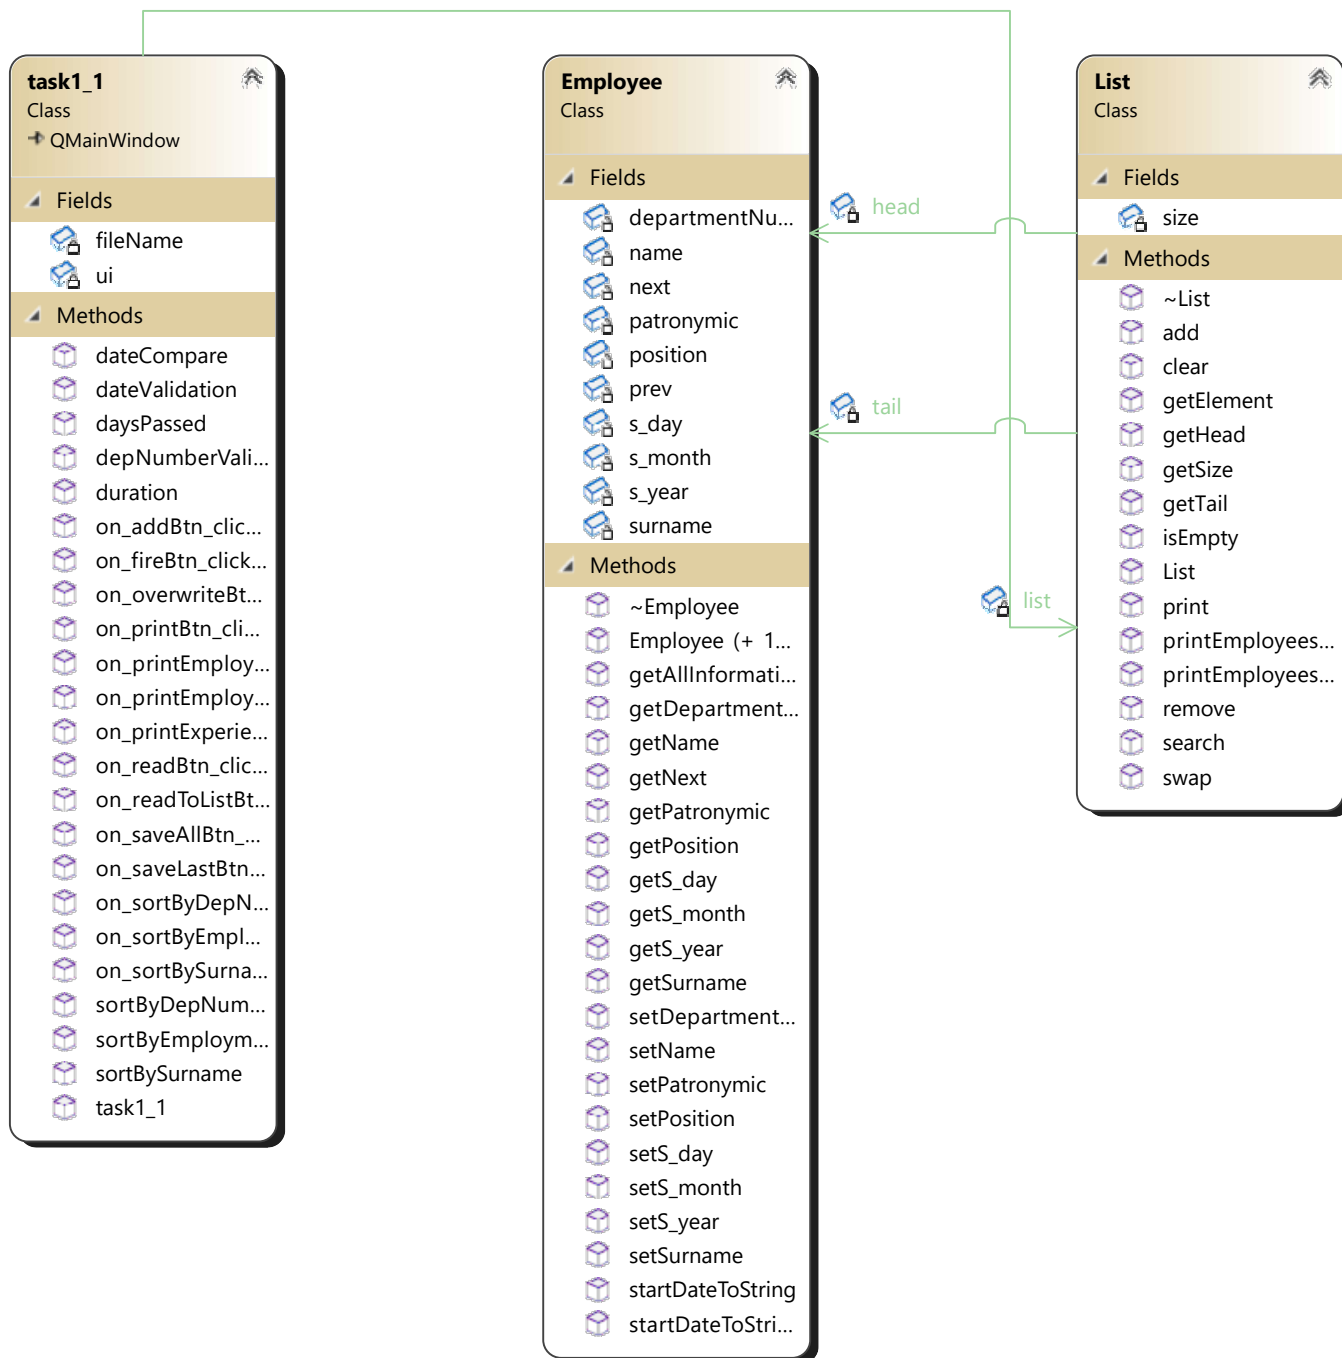 task1_1
Class
QMainWindow
Fields
fileName
ui
Methods
dateCompare
dateValidation
daysPassed
depNumberVali...
duration
on_addBtn_clic...
on_fireBtn_click...
on_overwriteBt...
on_printBtn_cli...
on_printEmploy...
on_printEmploy...
on_printExperie...
on_readBtn_clic...
on_readToListBt...
on_saveAllBtn_...
on_saveLastBtn...
on_sortByDepN...
on_sortByEmpl...
on_sortBySurna...
sortByDepNum...
sortByEmploym...
sortBySurname
task1_1
Employee
Class
Fields
departmentNu...
name
next
patronymic
position
prev
s_day
s_month
s_year
surname
Methods
~Employee
Employee (+ 1...
getAllInformati...
getDepartment...
getName
getNext
getPatronymic
getPosition
getS_day
getS_month
getS_year
getSurname
setDepartment...
setName
setPatronymic
setPosition
setS_day
setS_month
setS_year
setSurname
startDateToString
startDateToStri...
head
tail
list
List
Class
Fields
size
Methods
~List
add
clear
getElement
getHead
getSize
getTail
isEmpty
List
print
printEmployees...
printEmployees...
remove
search
swap